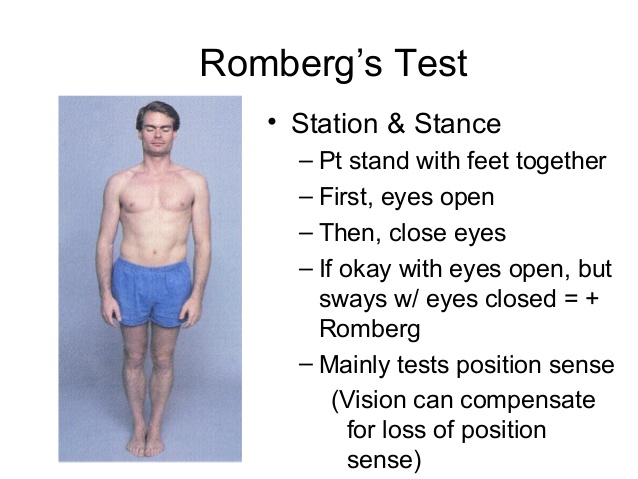 Romberg’s Test
• Station & Stance
– Pt stand with feet together
– First, eyes open
– Then, close eyes
– If okay with eyes open, but
sways w/ eyes closed = +
Romberg
– Mainly tests position sense
(Vision can compensate
for loss of position
sense)